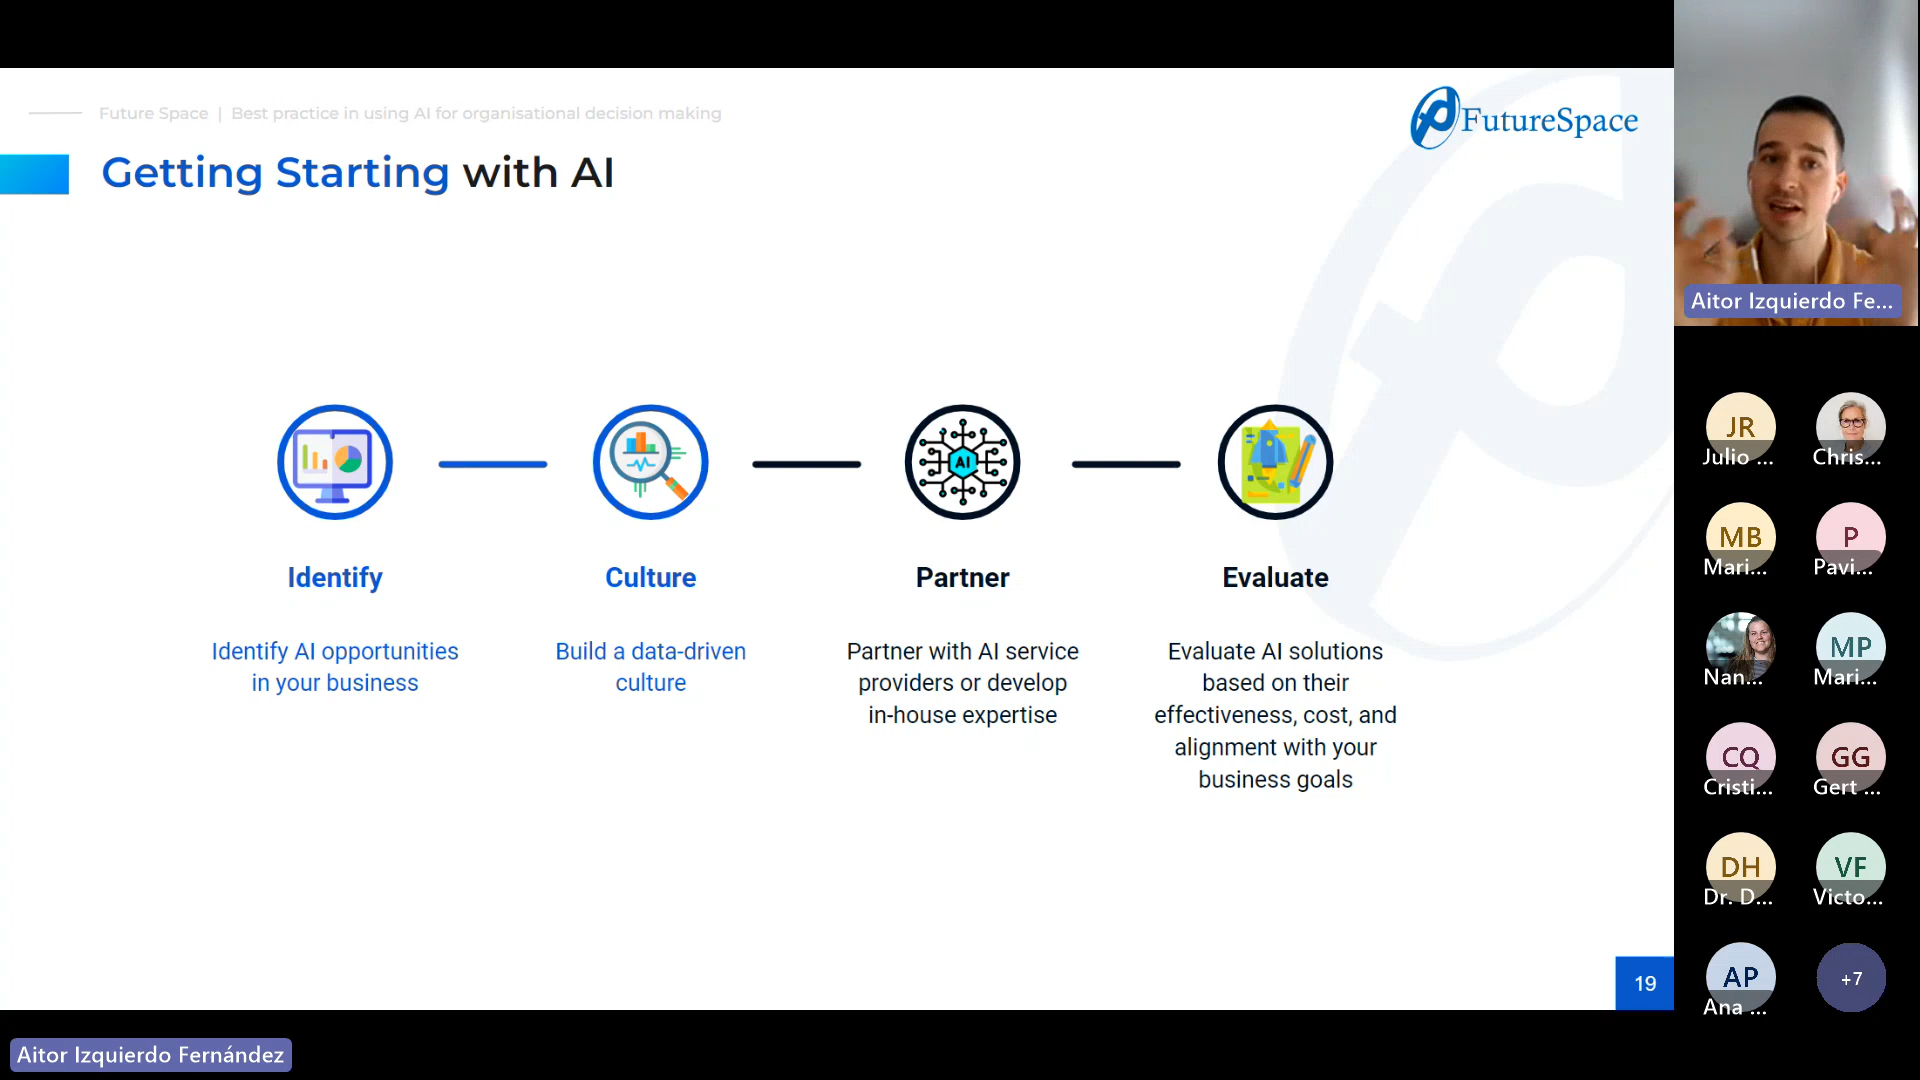 Future Space | Best practice in using AI for organisational decision making
FutureSpace
Getting Starting with AI
AI
Identify
Culture
Partner
Evaluate
Identify AI opportunities
in your business
Build a data-driven
culture
Partner with AI service
providers or develop
in-house expertise
Evaluate AI solutions
based on their
effectiveness, cost, and
alignment with your
business goals
19
Aitor Izquierdo Fernández
Aitor Izquierdo Fe...
JR
Julio ...
Chris...
MB
Mari...
P
Pavi...
Nan...
MP
Mari...
CQ
Cristi...
GG
Gert ...
DH
Dr. D...
VF
Victo...
AP
Ana ...
+7